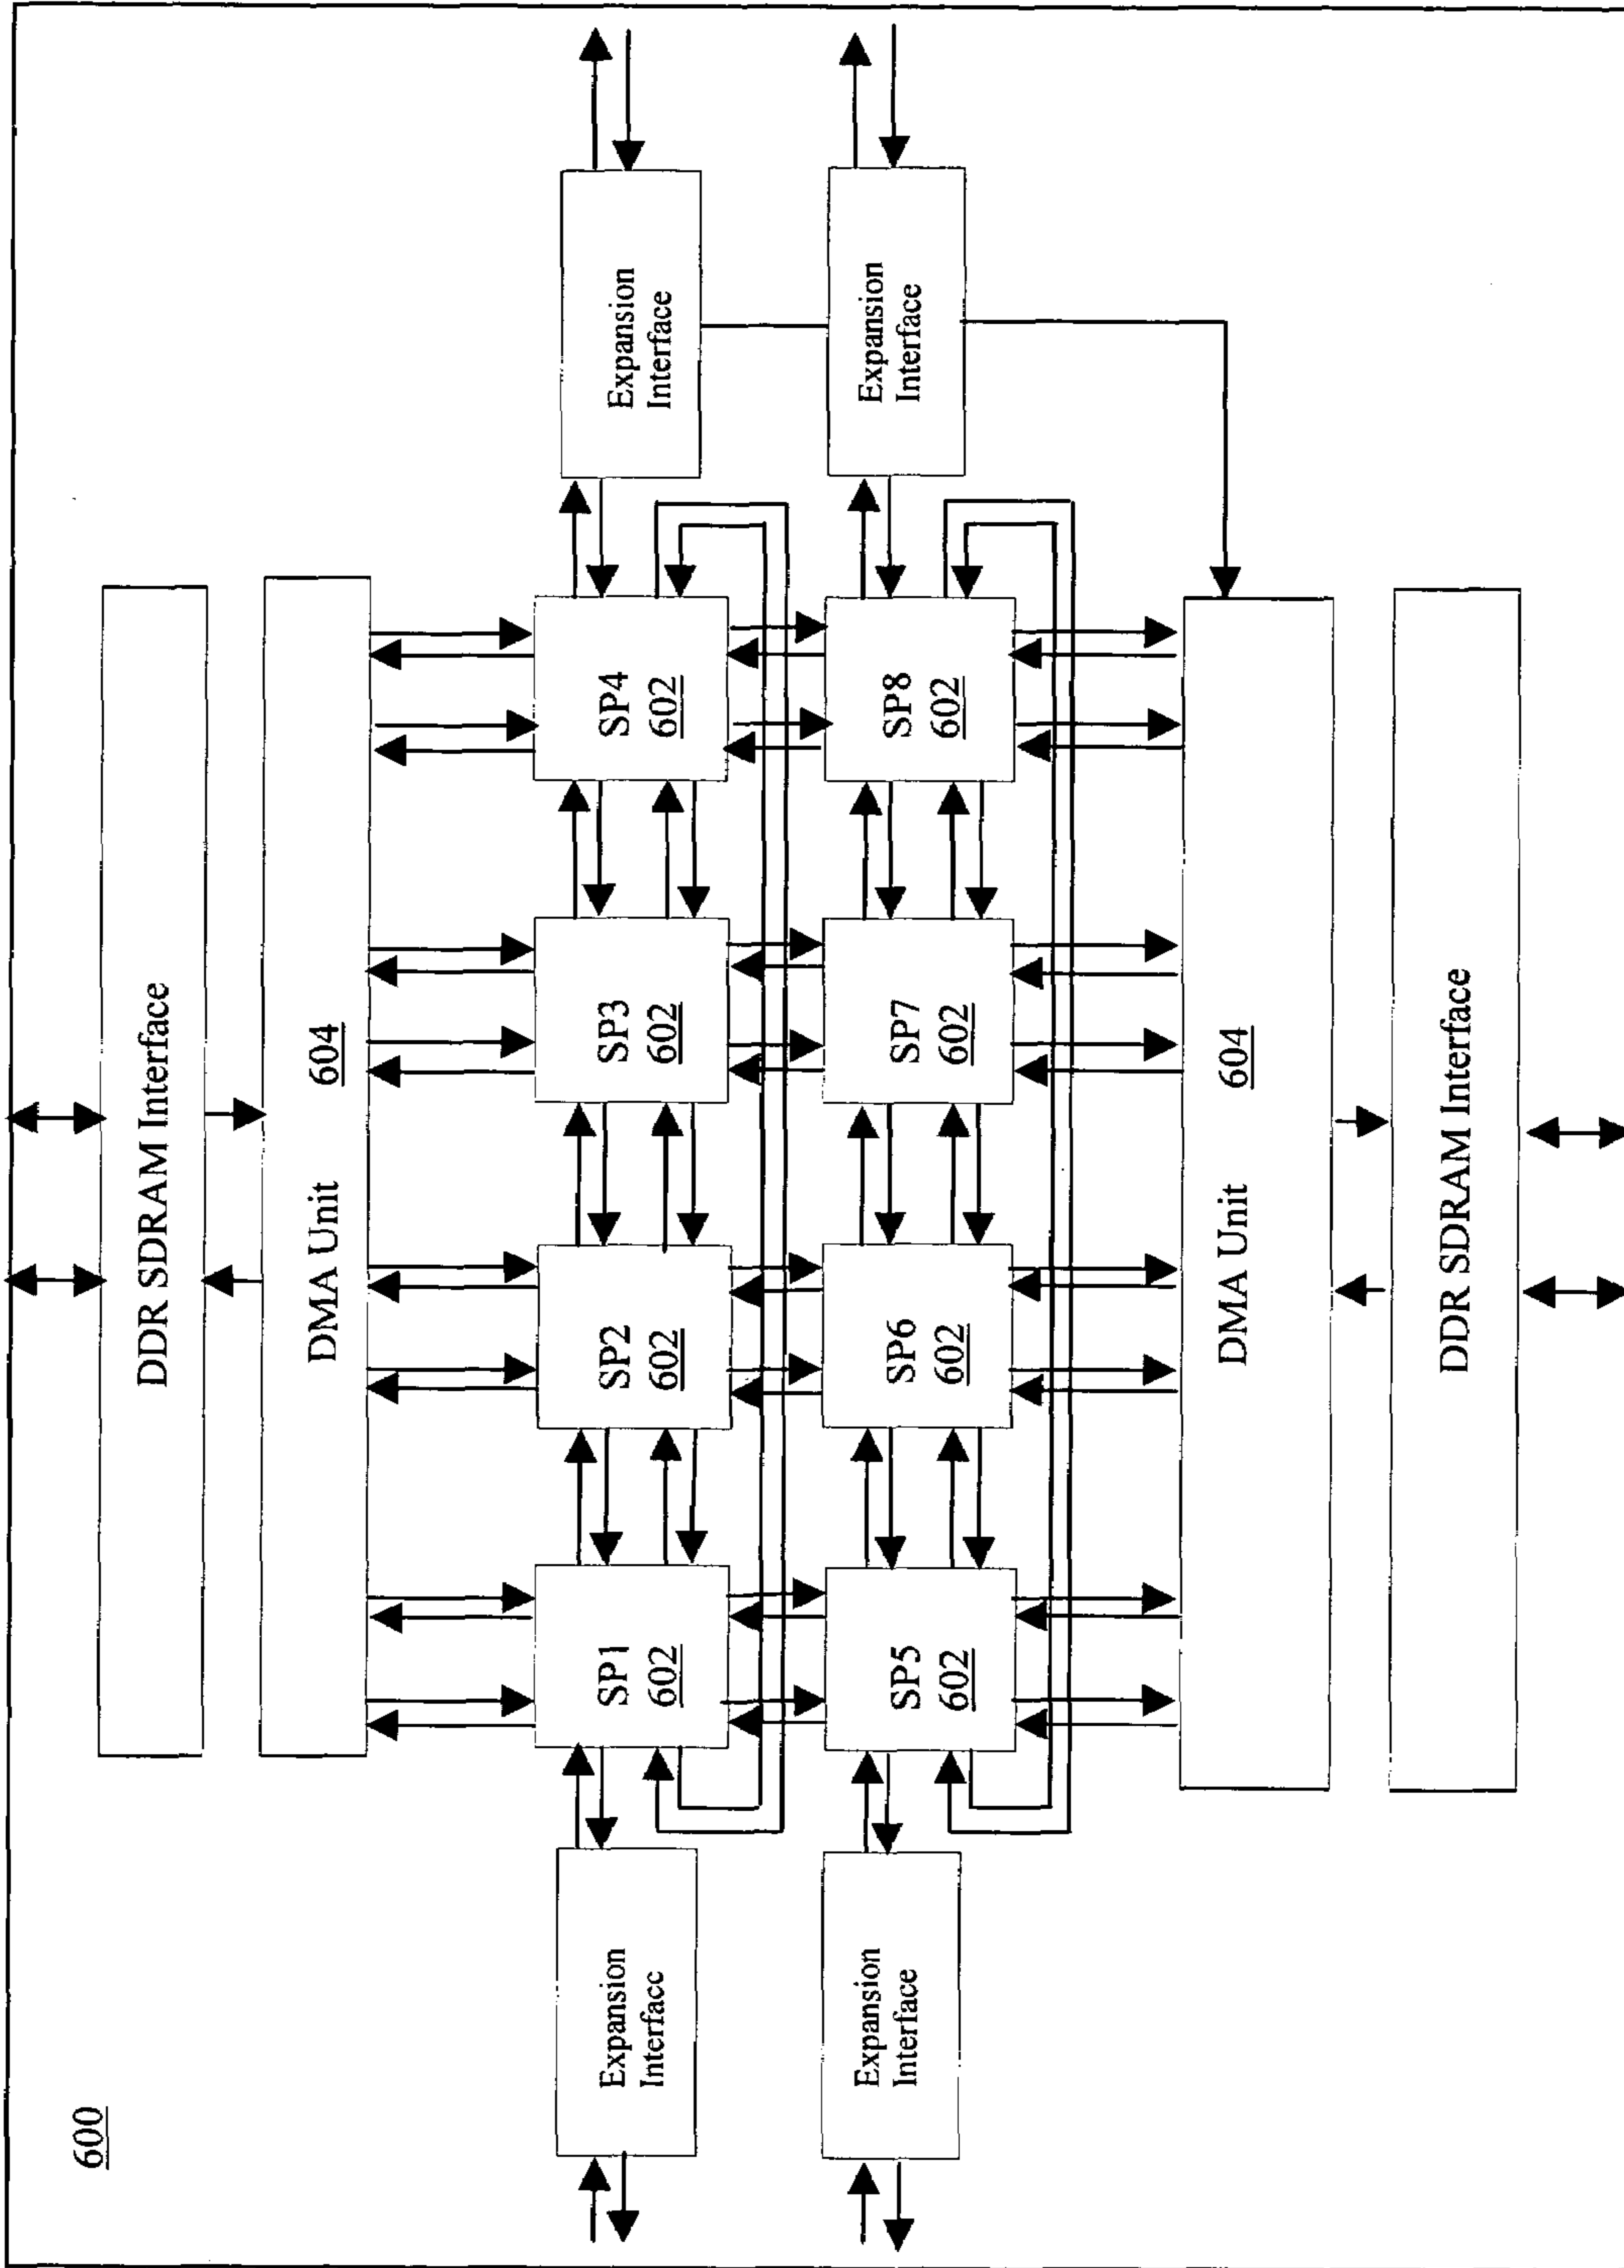 600
DDR SDRAM Interface
DMA Unit 604
Expansion
Interfacc
SP1
602
SP2
602
SP3
602
SP4
602
Expansion
Interface
Expansion
Interface
SP5
602
SP6
602
SP7
602
SP8
602
Expansion
Interface
DMA Unit 604
DDR SDRAM Interface